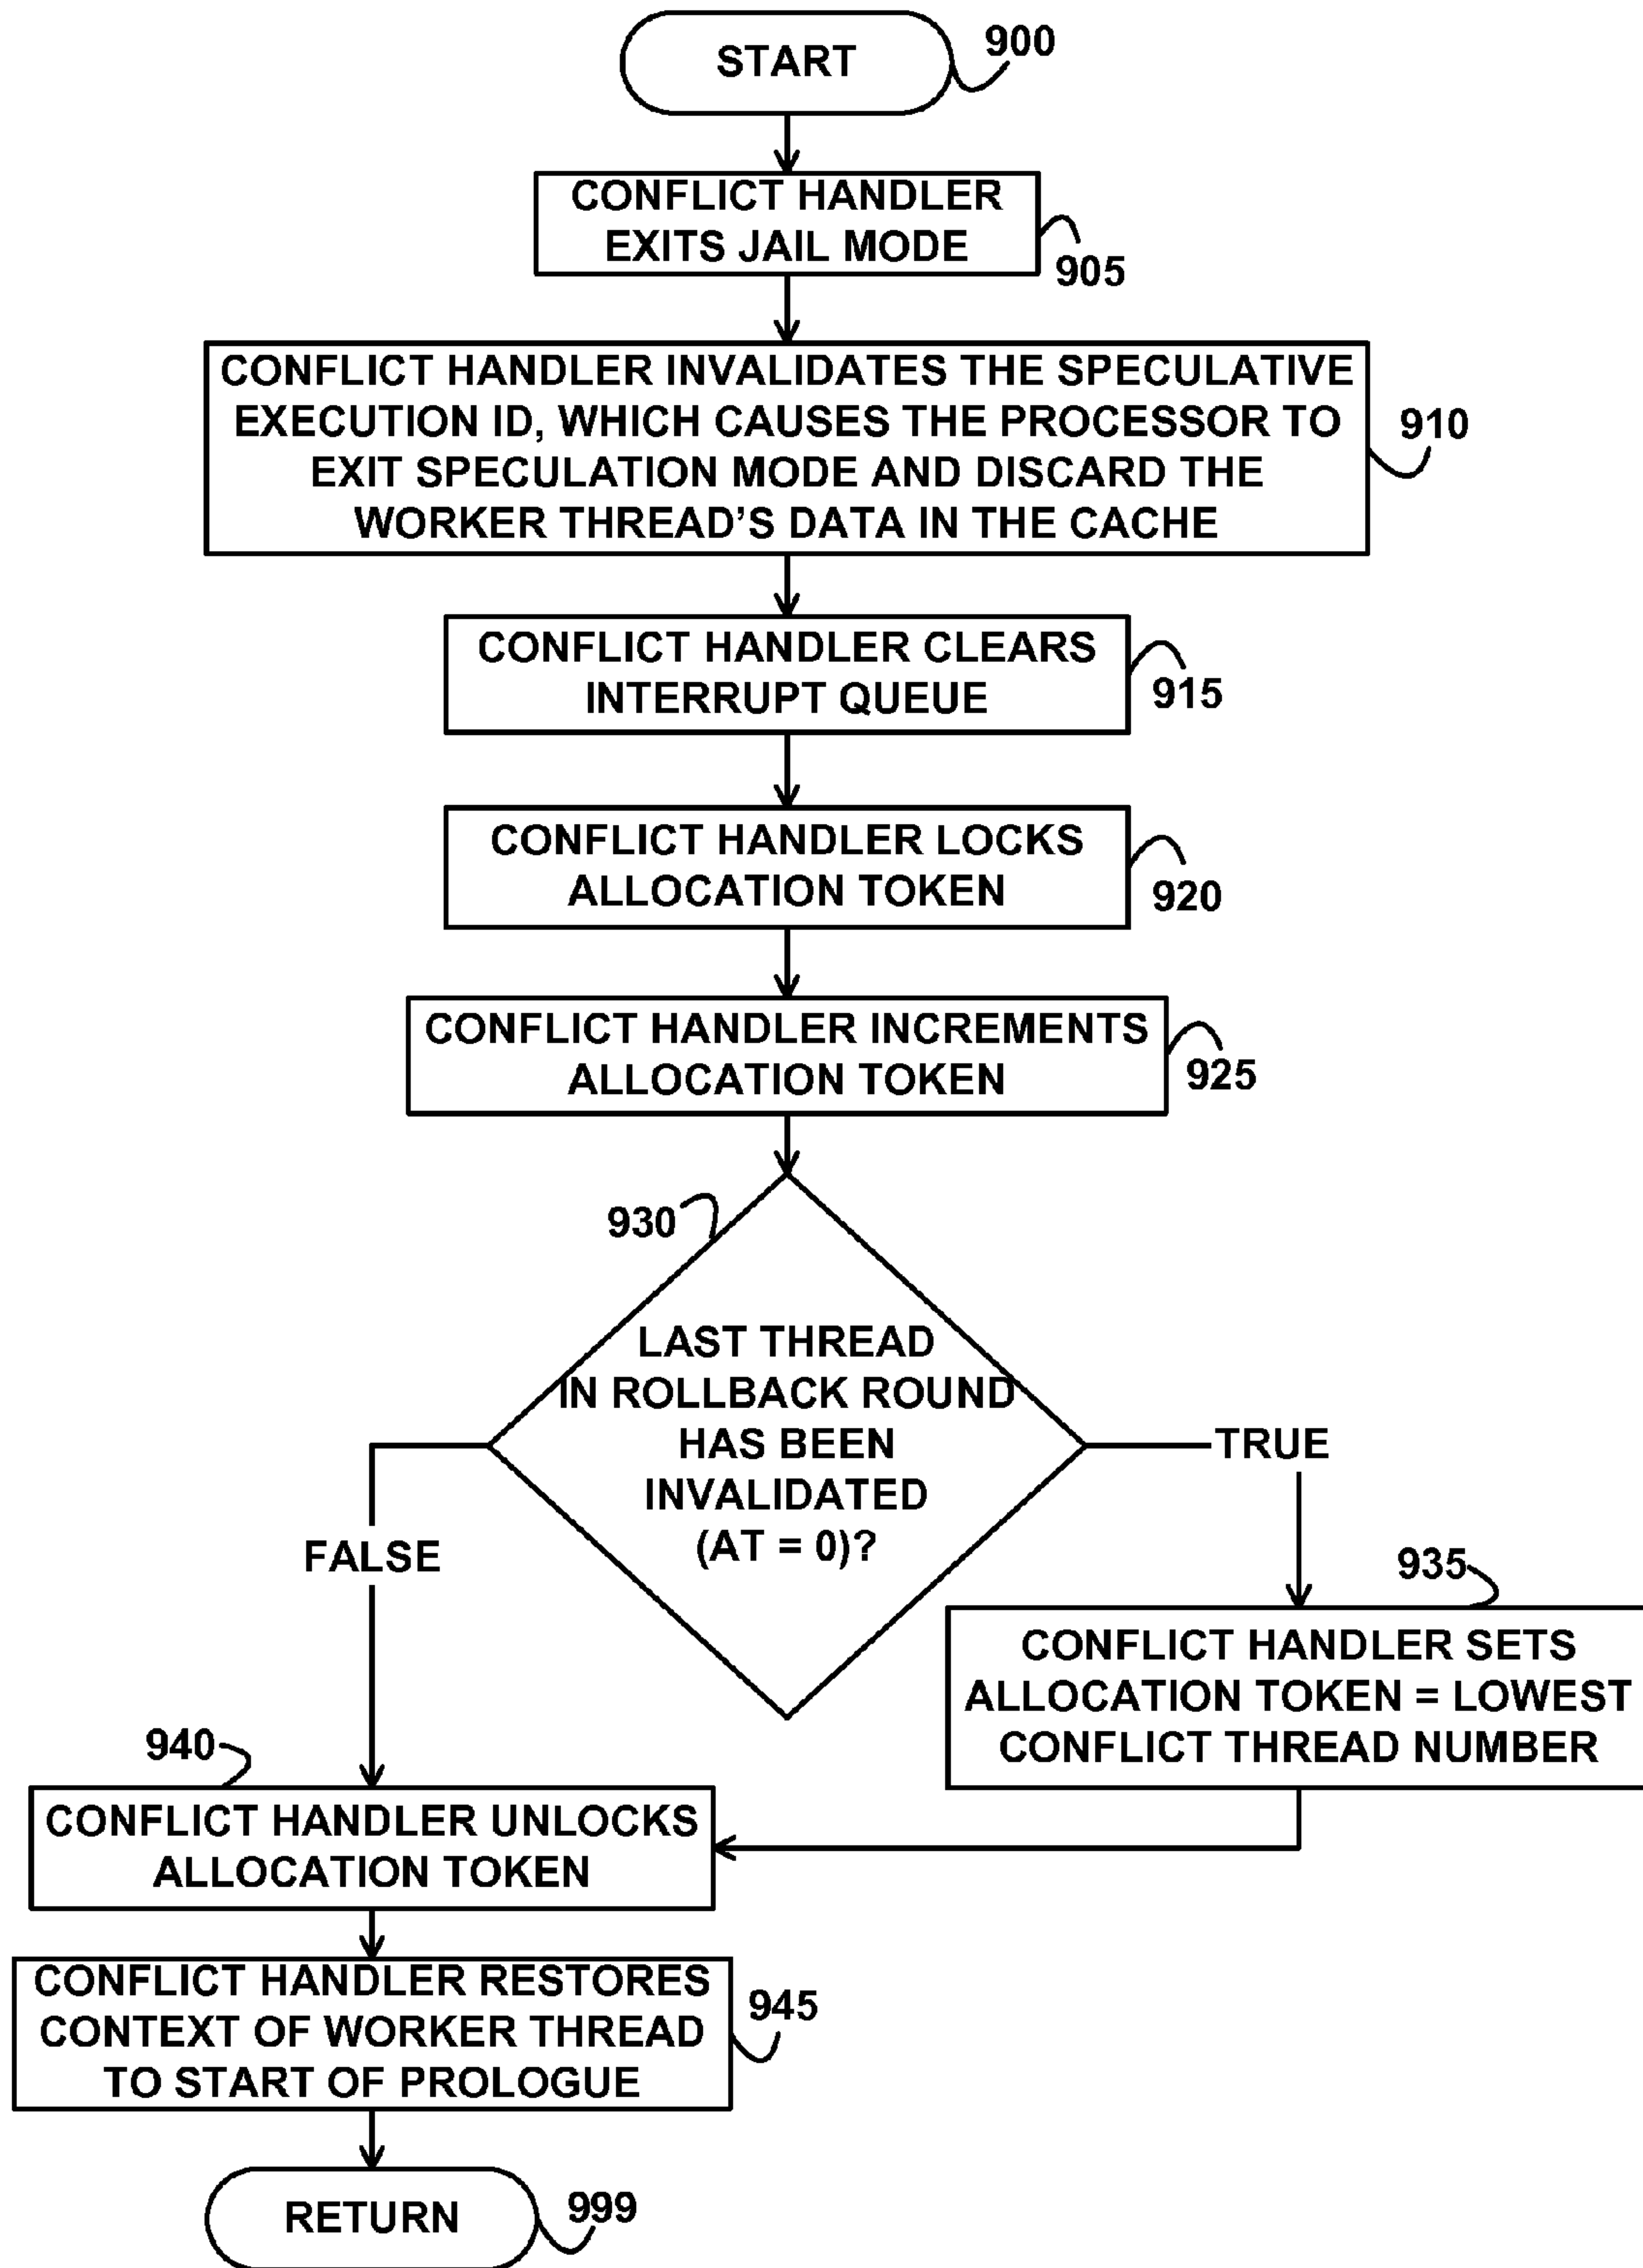 START
900
CONFLICT HANDLER
EXITS JAIL MODE
905
CONFLICT HANDLER INVALIDATES THE SPECULATIVE
EXECUTION ID, WHICH CAUSES THE PROCESSOR TO
EXIT SPECULATION MODE AND DISCARD THE
WORKER THREAD'S DATA IN THE CACHE
910
CONFLICT HANDLER CLEARS
INTERRUPT QUEUE
915
CONFLICT HANDLER LOCKS
ALLOCATION TOKEN
920
CONFLICT HANDLER INCREMENTS
ALLOCATION TOKEN
925
930
LAST THREAD
IN ROLLBACK ROUND
HAS BEEN
INVALIDATED
(AT = 0)?
TRUE
FALSE
935
CONFLICT HANDLER SETS
ALLOCATION TOKEN = LOWEST
CONFLICT THREAD NUMBER
940
CONFLICT HANDLER UNLOCKS
ALLOCATION TOKEN
CONFLICT HANDLER RESTORES
CONTEXT OF WORKER THREAD
TO START OF PROLOGUE
945
RETURN
999